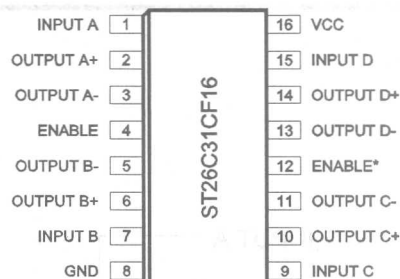 INPUT A 1 16 VCC
OUTPUT A+ 2 15 INPUT D
OUTPUT A- 3 14 OUTPUT D+
ENABLE 4 13 OUTPUT D-
OUTPUT B- 5 12 ENABLE*
OUTPUT B+ 6 11 OUTPUT C-
INPUT B 7 10 OUTPUT C+
GND 8 9 INPUT C
ST26C31CF16